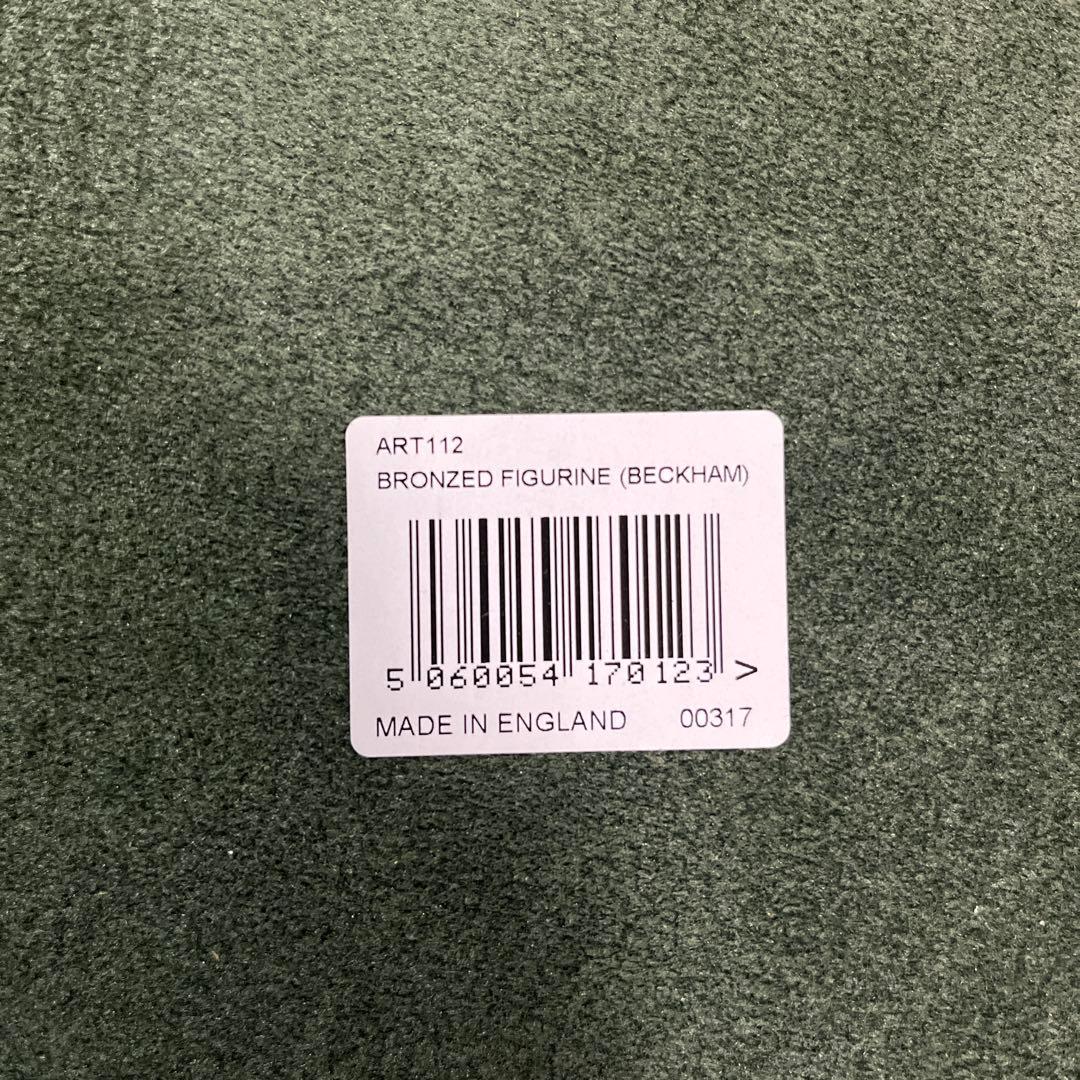 ART112
BRONZED FIGURINE (BECKHAM)
5 060054 170123 >
MADE IN ENGLAND 00317